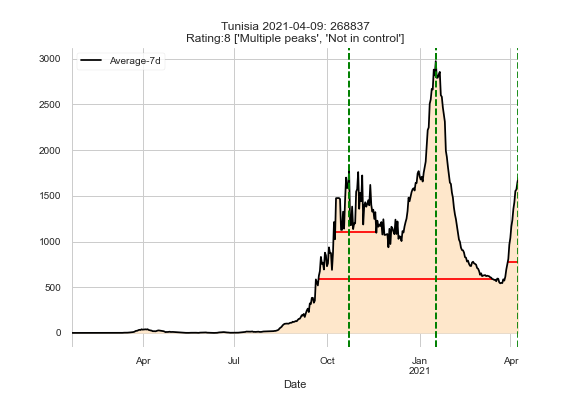 Tunisia 2021-04-09: 268837
Rating:8 ['Multiple peaks', 'Not in control']
Average-7d
3000
2500
2000
1500
1000
500
0
Apr
Jul
Oct
Jan
2021
Apr
Date